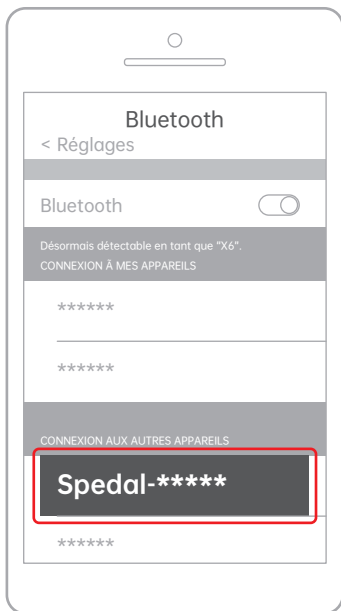 Bluetooth
< Réglages
Bluetooth
Désormais détectable en tant que "X6".
CONNEXION Â MES APPAREILS
******
******
CONNEXION AUX AUTRES APPAREILS
Spedal-*****
******